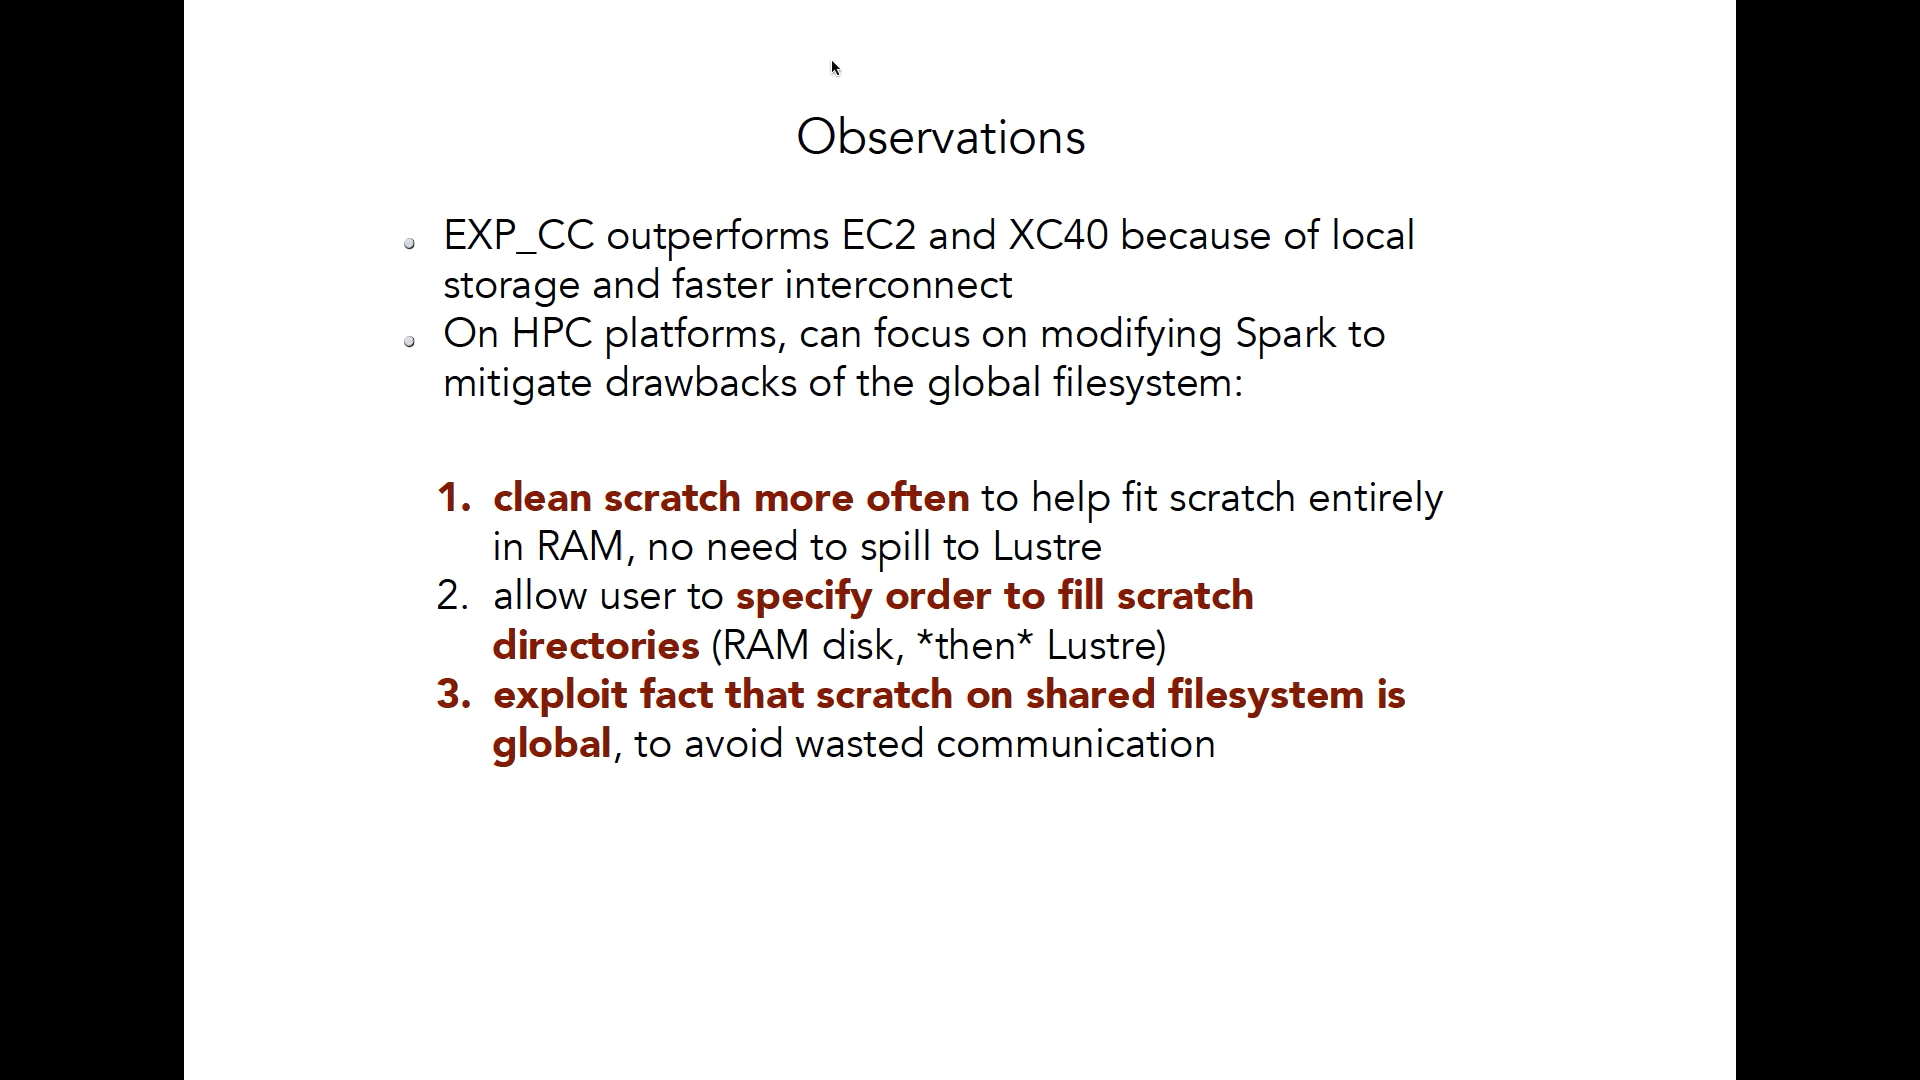 Observations
EXP_CC outperforms EC2 and XC40 because of local
storage and faster interconnect
On HPC platforms, can focus on modifying Spark to
mitigate drawbacks of the global filesystem:
1. clean scratch more often to help fit scratch entirely
in RAM, no need to spill to Lustre
2. allow user to specify order to fill scratch
directories (RAM disk, *then* Lustre)
3. exploit fact that scratch on shared filesystem is
global, to avoid wasted communication